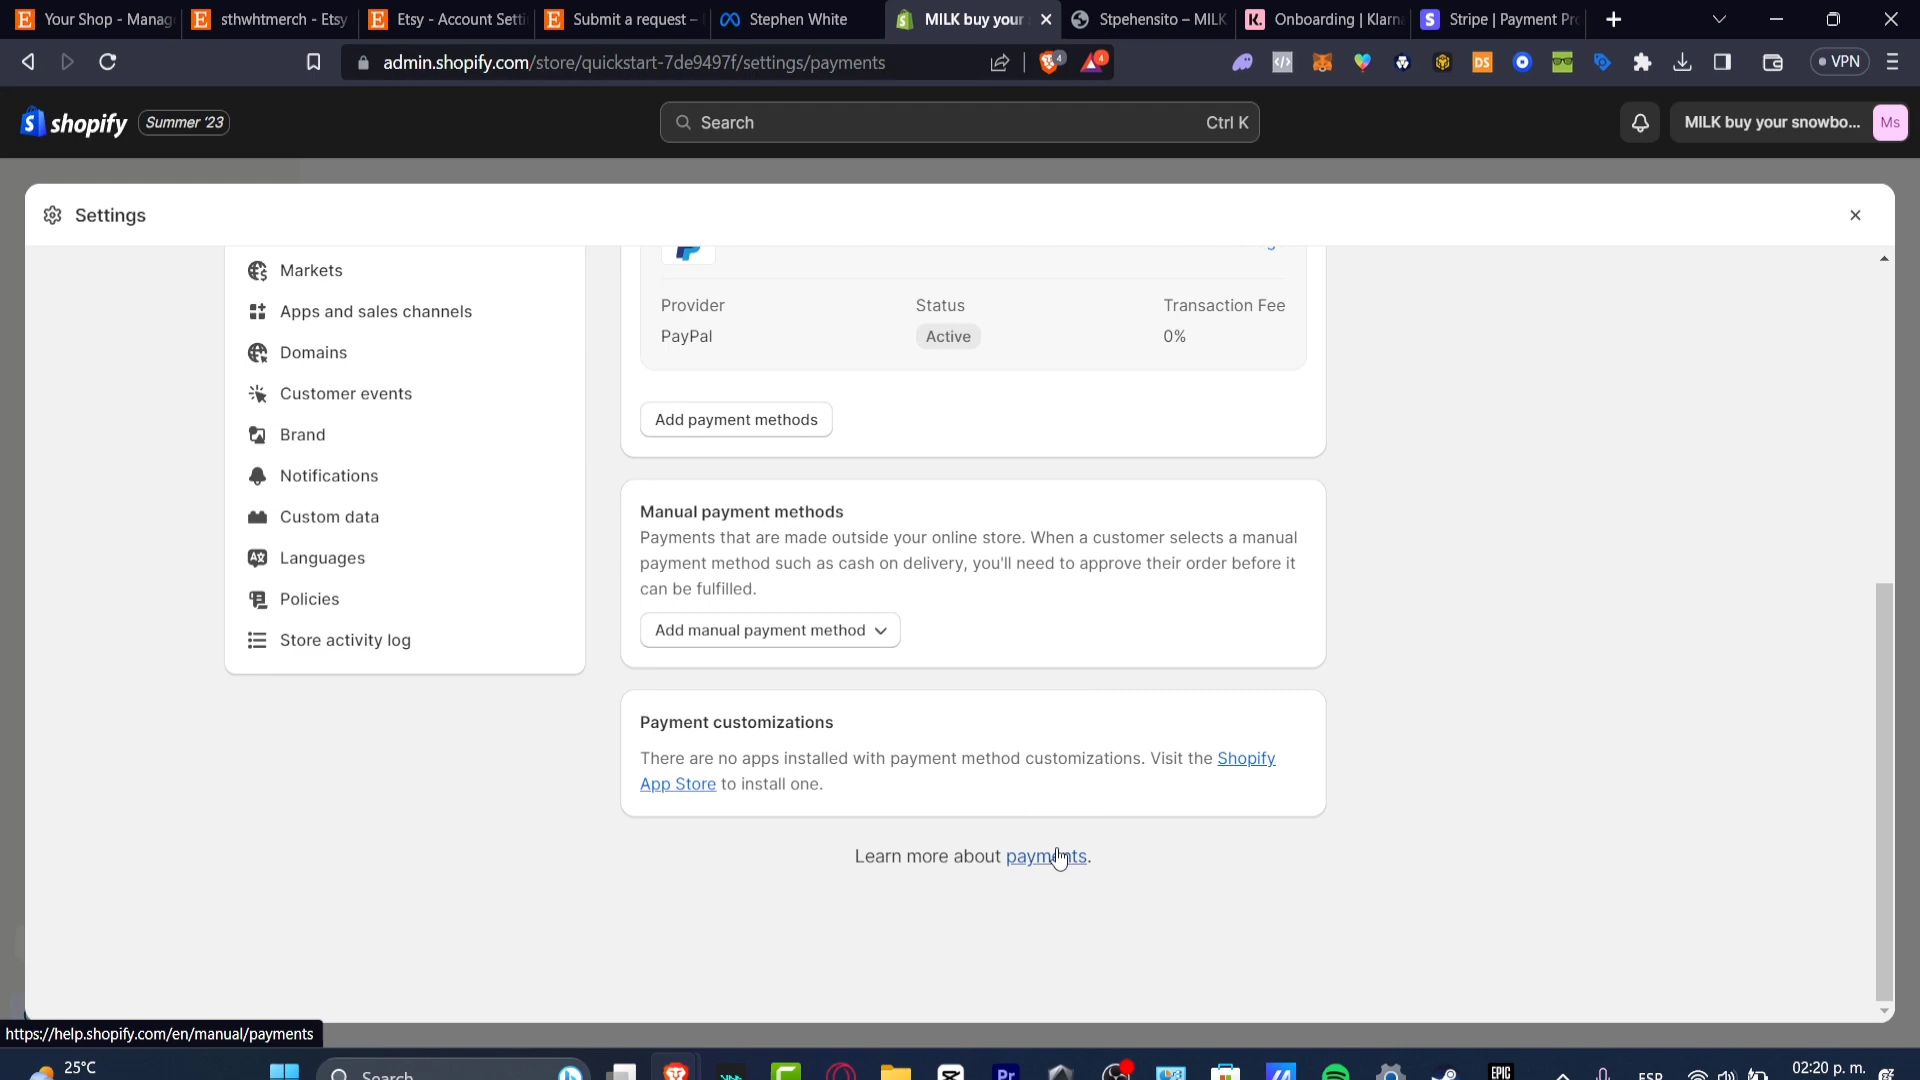 Your Shop - Manag
sthwhtmerch - Etsy
Etsy - Account Setti
Submit a request –
Stephen White
MILK buy your
Stpehensito – MILK
K. Onboarding | Klarn
S Stripe | Payment Pro
admin.shopify.com/store/quickstart-7de9497f/settings/payments
4
4
DS
VPN
shopify
Summer '23
Search
Ctrl K
MILK buy your snowbo...
Ms
Settings
Markets
Apps and sales channels
Domains
Customer events
Brand
Notifications
Custom data
Languages
Policies
Store activity log
Provider
Status
Transaction Fee
PayPal
Active
0%
Add payment methods
Manual payment methods
Payments that are made outside your online store. When a customer selects a manual
payment method such as cash on delivery, you'll need to approve their order before it
can be fulfilled.
Add manual payment method
Payment customizations
There are no apps installed with payment method customizations. Visit the Shopify
App Store to install one.
Learn more about payments.
https://help.shopify.com/en/manual/payments
25°C
Search
Pr
EPIC
ESP
02:20 p. m.